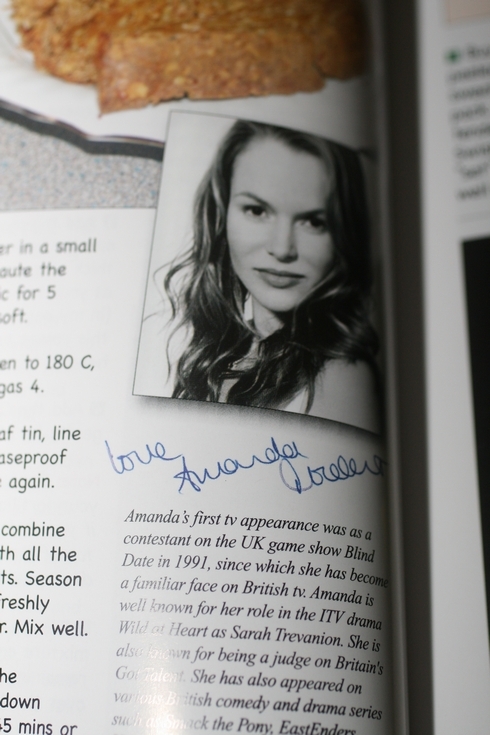 er in a small
aute the
c for 5
soft.
en to 180 C,
gas 4.
af tin, line
aseproof
e again.
combine
th all the
ts. Season
freshly
r. Mix well.
he
down
45 mins or
love
Amanda
Amanda's first tv appearance was as a
contestant on the UK game show Blind
Date in 1991, since which she has become
a familiar face on British tv. Amanda is
well known for her role in the ITV drama
Wild at Heart as Sarah Trevanion. She is
also known for being a judge on Britain's
Got Talent. She has also appeared on
various British comedy and drama series
such as Smack the Pony, EastEnders